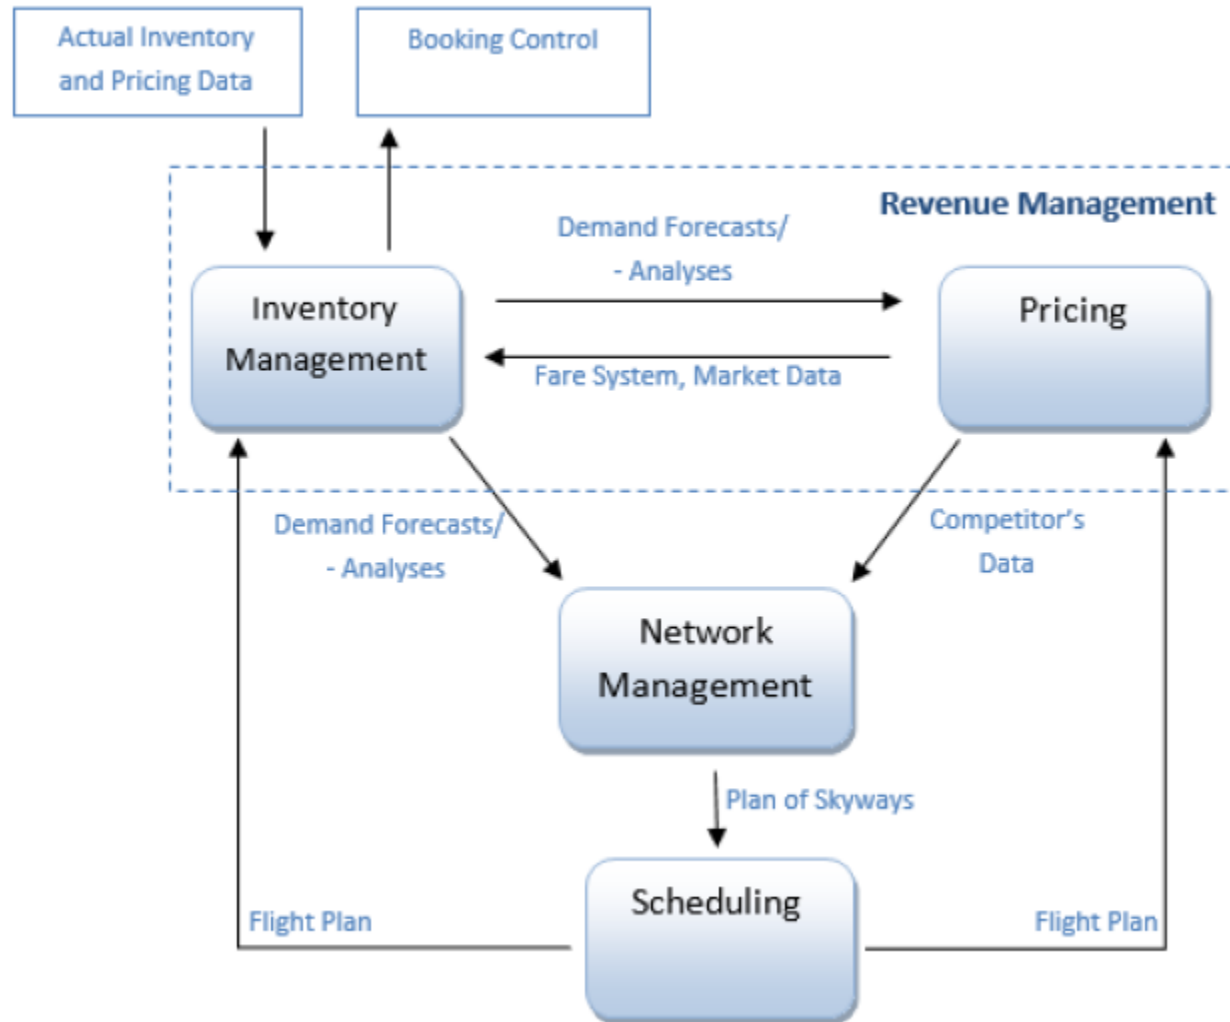 Actual Inventory
and Pricing Data
Booking Control
Revenue Management
Demand Forecasts/
- Analyses
Inventory
Management
Pricing
Fare System, Market Data
Demand Forecasts/
- Analyses
Competitor's
Data
Network
Management
Plan of Skyways
Scheduling
Flight Plan
Flight Plan